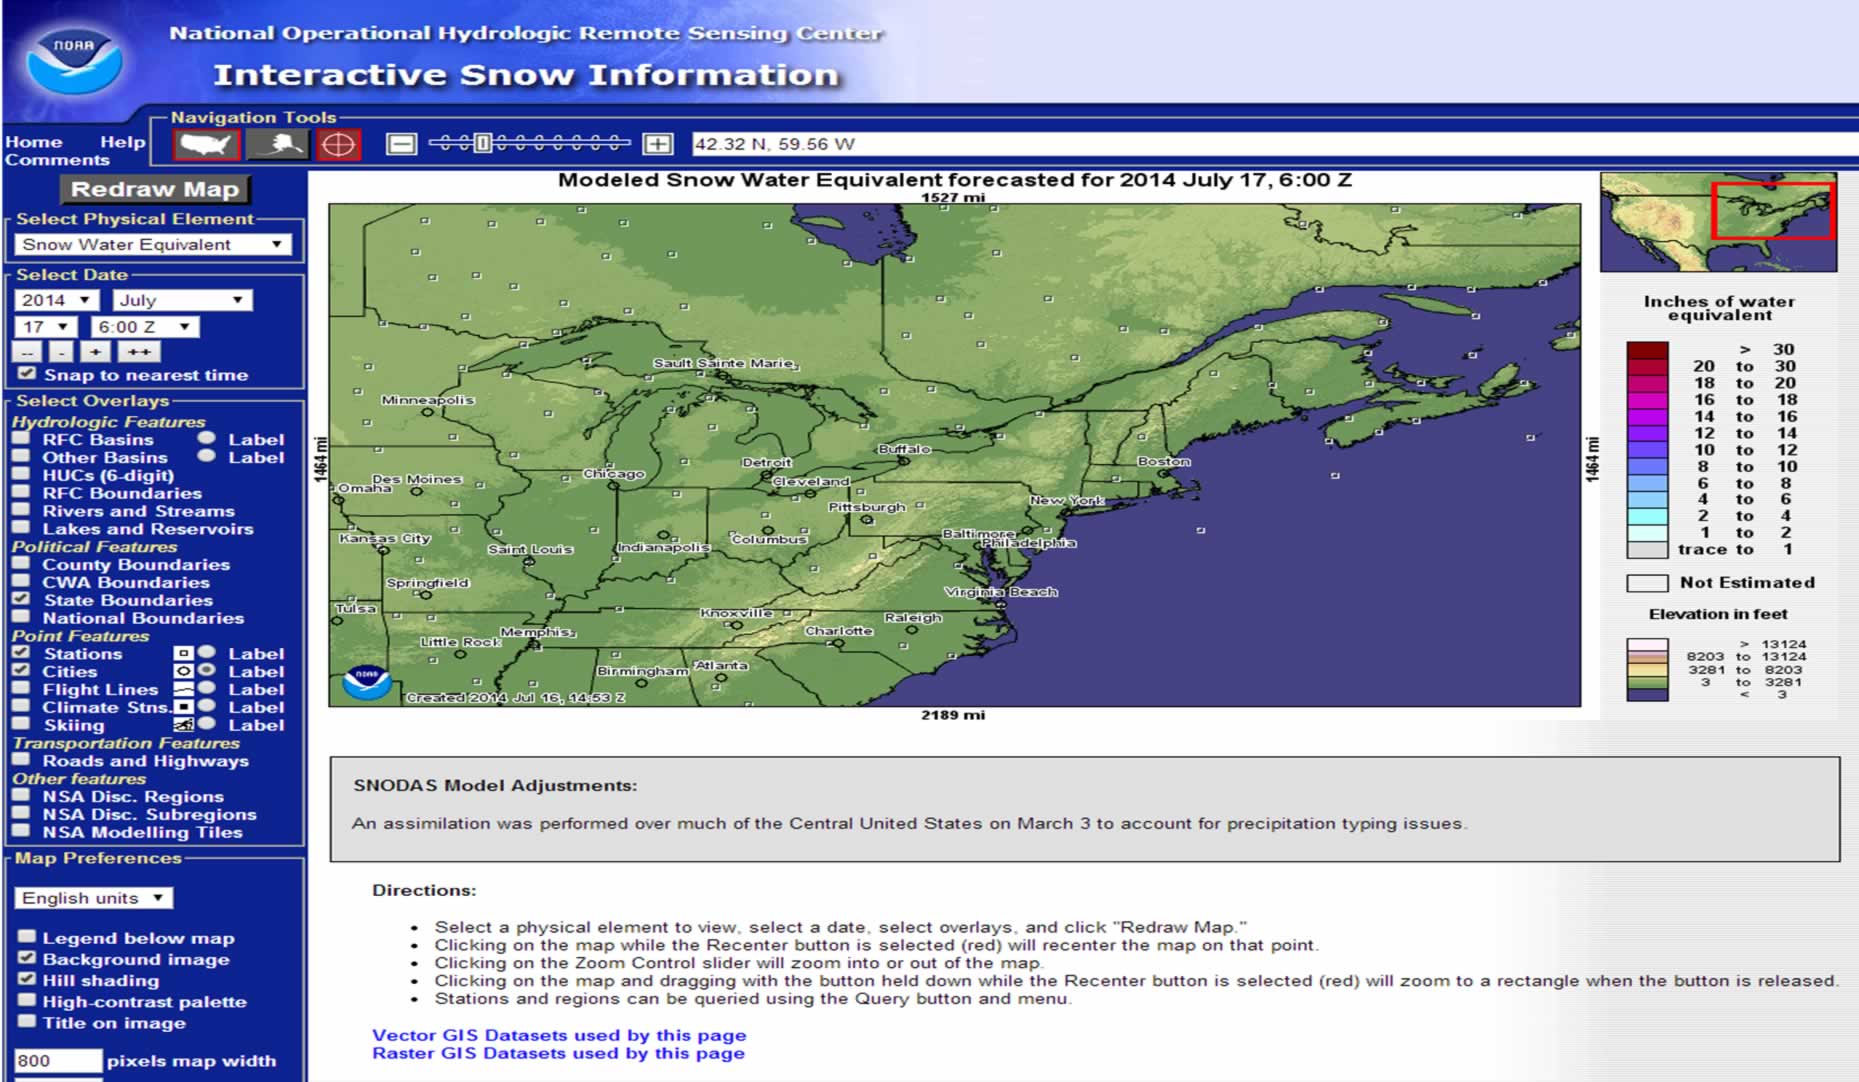 NOAA
National Operational Hydrologic Remote Sensing Center
Interactive Snow Information
Home Help
Comments
Navigation Tools
42.32 N, 59.56 W
Redraw Map
Select Physical Element
Snow Water Equivalent
Select Date
2014 July
17 6:00 Z
-- - + ++
Snap to nearest time
Select Overlays
Hydrologic Features
RFC Basins Label
Other Basins Label
HUCs (6-digit)
RFC Boundaries
Rivers and Streams
Lakes and Reservoirs
Political Features
County Boundaries
CWA Boundaries
State Boundaries
National Boundaries
Point Features
Stations Label
Cities Label
Flight Lines Label
Climate Stns. Label
Skiing Label
Transportation Features
Roads and Highways
Other features
NSA Disc. Regions
NSA Disc. Subregions
NSA Modelling Tiles
Map Preferences
English units
Legend below map
Background image
Hill shading
High-contrast palette
Title on image
800 pixels map width
Modeled Snow Water Equivalent forecasted for 2014 July 17, 6:00 Z
1527 mi
1464 mi
1464 mi
2189 mi
Sault Sainte Marie
Minneapolis
Buffalo
Boston
Detroit
Chicago
Des Moines
Cleveland
Omaha
New York
Pittsburgh
Kansas City
Columbus
Baltimore
Philadelphia
Saint Louis
Indianapolis
Springfield
Virginia Beach
Tulsa
Knoxville
Raleigh
Memphis
Charlotte
Little Rock
Birmingham
Atlanta
NOAA
Created 2014 Jul 16, 14:53 Z
Inches of water
equivalent
> 30
20 to 30
18 to 20
16 to 18
14 to 16
12 to 14
10 to 12
8 to 10
6 to 8
4 to 6
2 to 4
1 to 2
trace to 1
Not Estimated
Elevation in feet
> 13124
8203 to 13124
3281 to 8203
3 to 3281
< 3
SNODAS Model Adjustments:
An assimilation was performed over much of the Central United States on March 3 to account for precipitation typing issues.
Directions:
Select a physical element to view, select a date, select overlays, and click "Redraw Map."
Clicking on the map while the Recenter button is selected (red) will recenter the map on that point.
Clicking on the Zoom Control slider will zoom into or out of the map.
Clicking on the map and dragging with the button held down while the Recenter button is selected (red) will zoom to a rectangle when the button is released.
Stations and regions can be queried using the Query button and menu.
Vector GIS Datasets used by this page
Raster GIS Datasets used by this page